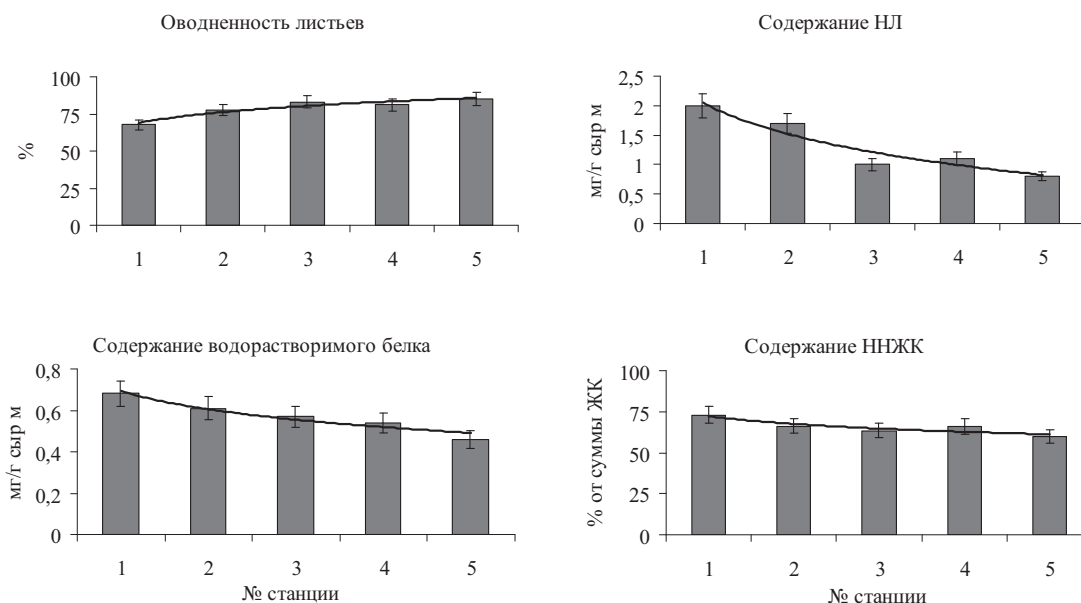 Оводненность листьев
%
100
75
50
25
0
1 2 3 4 5
Содержание НЛ
мг/г сыр м
2,5
2
1,5
1
0,5
0
1 2 3 4 5
Содержание водорастворимого белка
мг/г сыр м
0,8
0,6
0,4
0,2
0
1 2 3 4 5
№ станции
Содержание ННЖК
% от суммы ЖК
100
75
50
25
0
1 2 3 4 5
№ станции